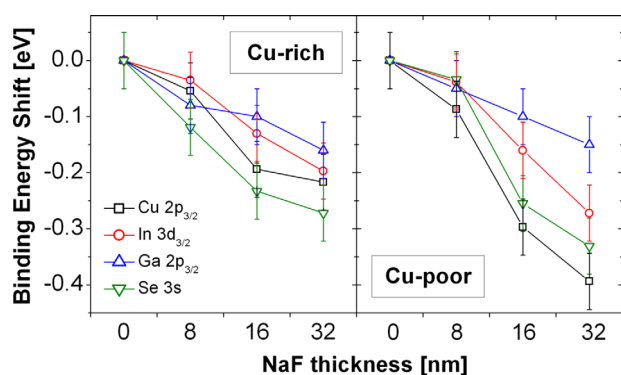 Cu-rich
Cu-poor
Binding Energy Shift [eV]
0.0
-0.1
-0.2
-0.3
-0.4
Cu 2p3/2
In 3d3/2
Ga 2p3/2
Se 3s
0 8 16 32 0 8 16 32
NaF thickness [nm]